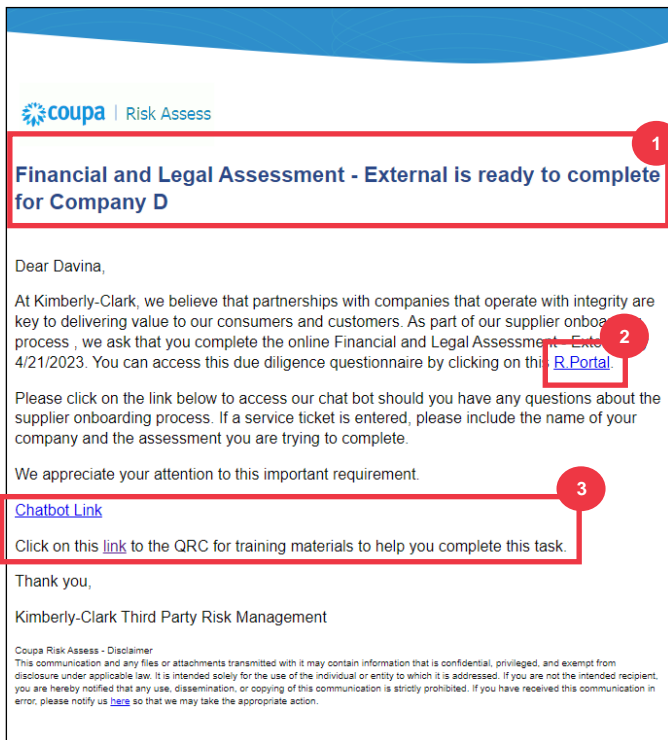 coupa | Risk Assess
1
Financial and Legal Assessment - External is ready to complete
for Company D
Dear Davina,
At Kimberly-Clark, we believe that partnerships with companies that operate with integrity are
key to delivering value to our consumers and customers. As part of our supplier
process , we ask that you complete the online Financial and Legal Assessment -
2
4/21/2023. You can access this due diligence questionnaire by clicking on this R.Portal.
Please click on the link below to access our chat bot should you have any questions about the
supplier onboarding process. If a service ticket is entered, please include the name of your
company and the assessment you are trying to complete.
We appreciate your attention to this important requirement.
3
Chatbot Link
Click on this link to the QRC for training materials to help you complete this task.
Thank you,
Kimberly-Clark Third Party Risk Management
Coupa Risk Assess - Disclaimer
This communication and any files or attachments transmitted with it may contain information that is confidential, privileged, and exempt from
disclosure under applicable law. It is intended solely for the use of the individual or entity to which it is addressed. If you are not the intended recipient,
you are hereby notified that any use, dissemination, or copying of this communication is strictly prohibited. If you have received this communication in
error, please notify us here so that we may take the appropriate action.